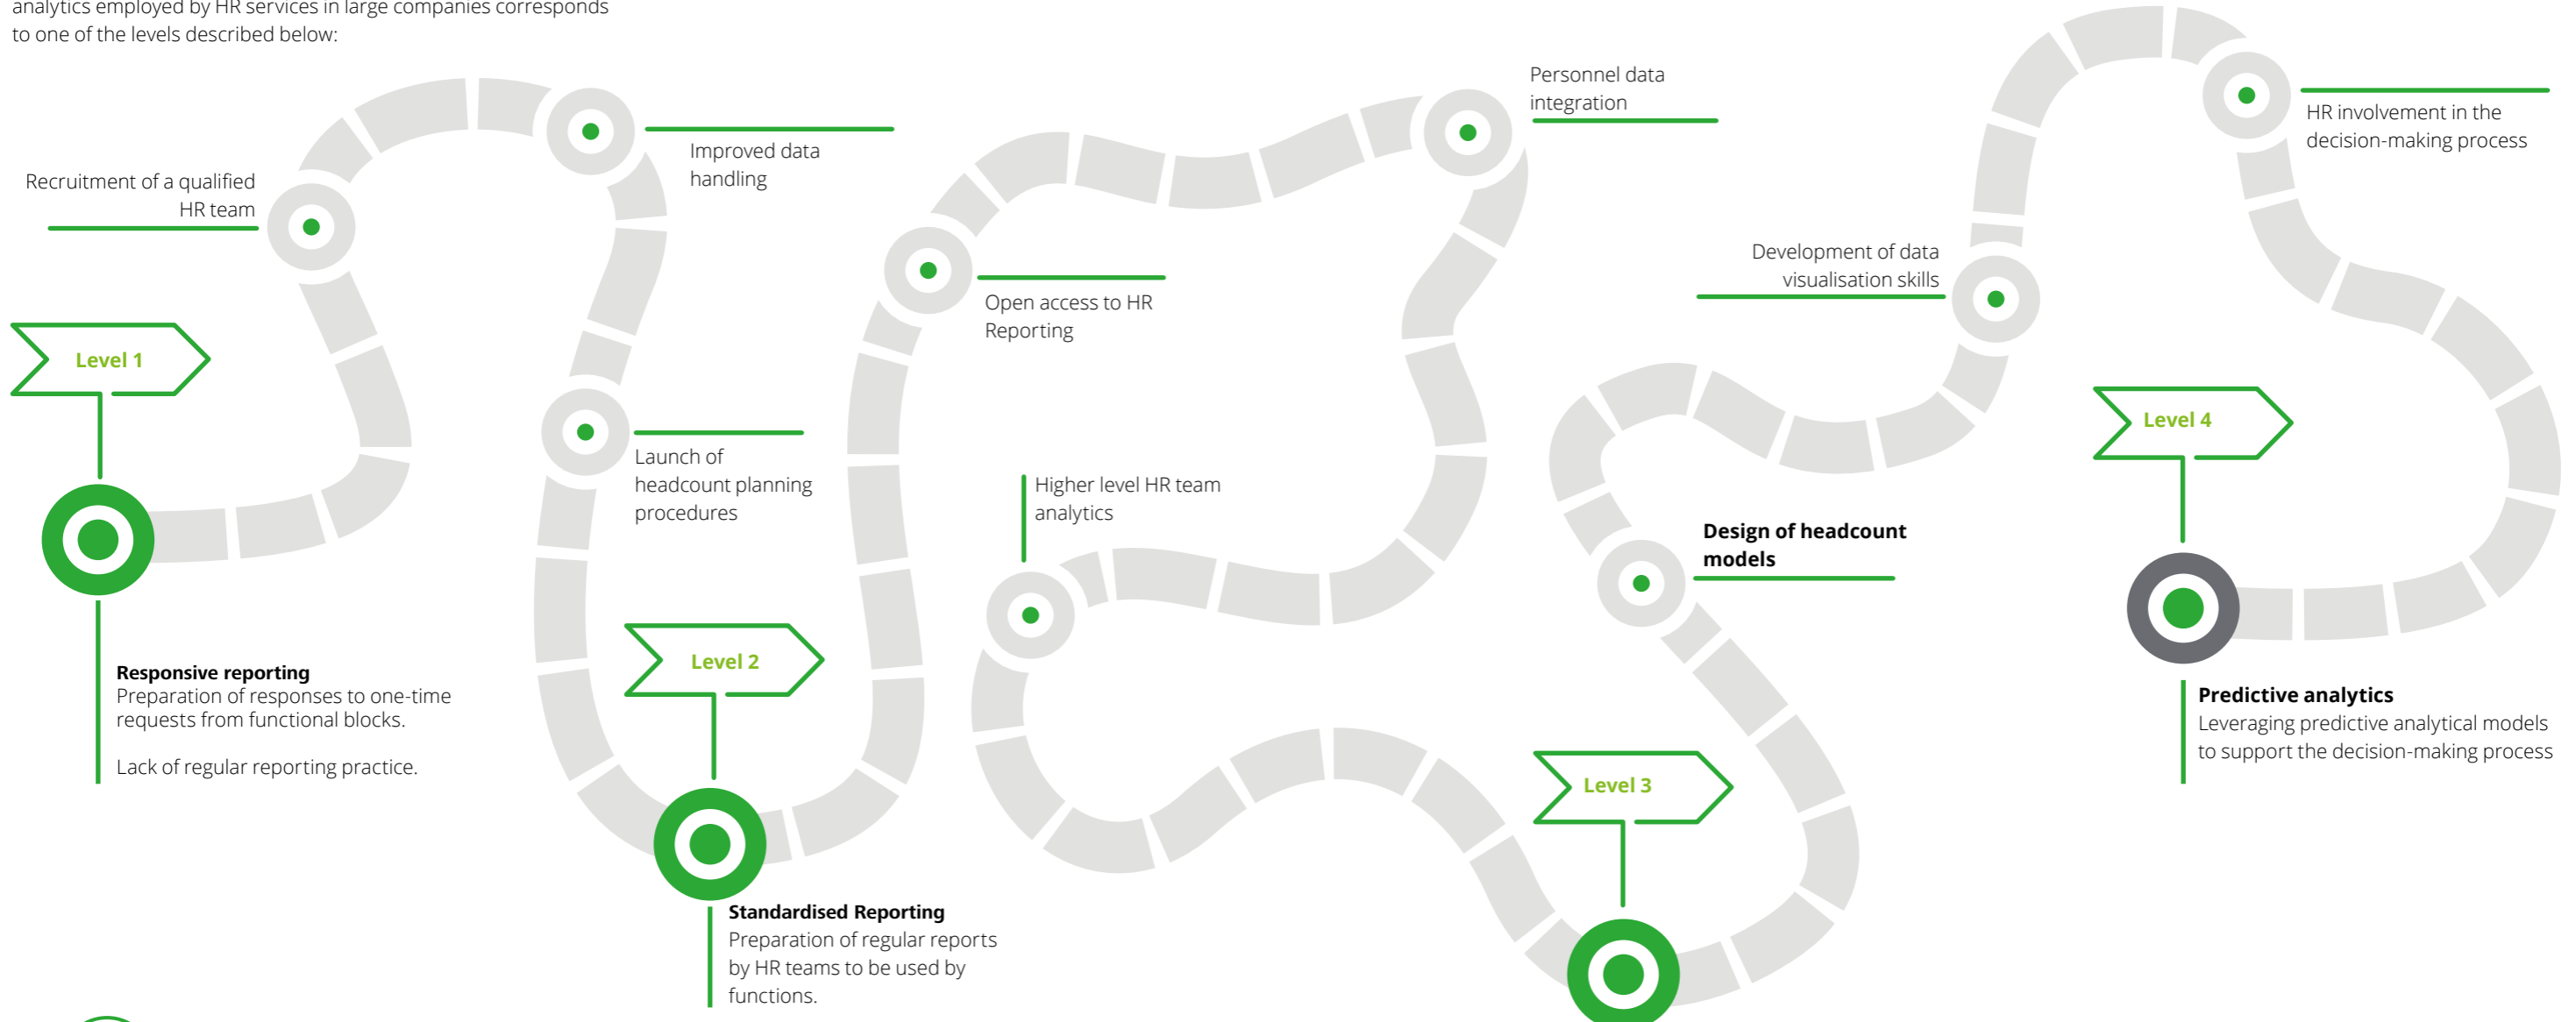 analytics employed by HR services in large companies corresponds
to one of the levels described below:
Recruitment of a qualified
HR team
Improved data
handling
Personnel data
integration
HR involvement in the
decision-making process
Level 1
Open access to HR
Reporting
Development of data
visualisation skills
Launch of
headcount planning
procedures
Higher level HR team
analytics
Design of headcount
models
Level 4
Responsive reporting
Preparation of responses to one-time
requests from functional blocks.
Lack of regular reporting practice.
Level 2
Predictive analytics
Leveraging predictive analytical models
to support the decision-making process
Level 3
Standardised Reporting
Preparation of regular reports
by HR teams to be used by
functions.